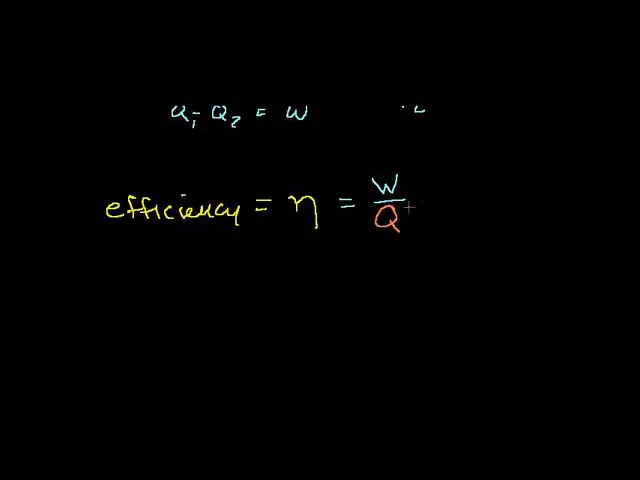 Q₁ - Q₂ = W
efficiency = η = W/Q